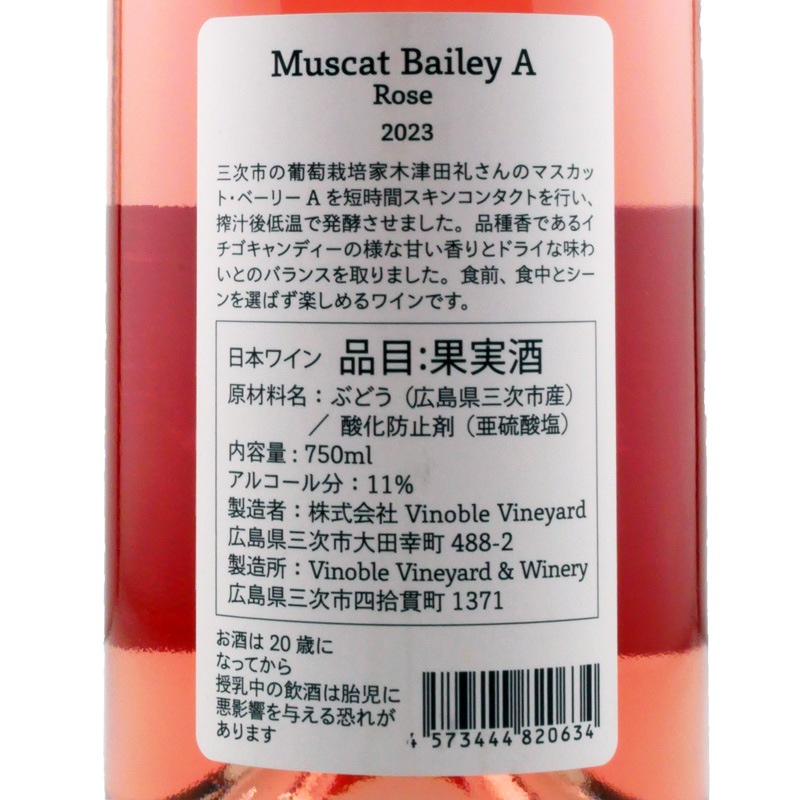 Muscat Bailey A
Rose
2023
三次市の葡萄栽培家木津田礼さんのマスカッ
ト・ベーリー A を短時間スキンコンタクトを行い、
搾汁後低温で発酵させました。品種香であるイ
チゴキャンディーの様な甘い香りとドライな味わ
いとのバランスを取りました。食前、食中とシー
ンを選ばず楽しめるワインです。
日本ワイン 品目:果実酒
原材料名：ぶどう（広島県三次市産）
／ 酸化防止剤（亜硫酸塩）
内容量：750ml
アルコール分：11%
製造者：株式会社 Vinoble Vineyard
広島県三次市大田幸町 488-2
製造所：Vinoble Vineyard & Winery
広島県三次市四拾貫町 1371
お酒は 20 歳に
なってから
授乳中の飲酒は胎児に
悪影響を与える恐れが
あります
4 573444 820634